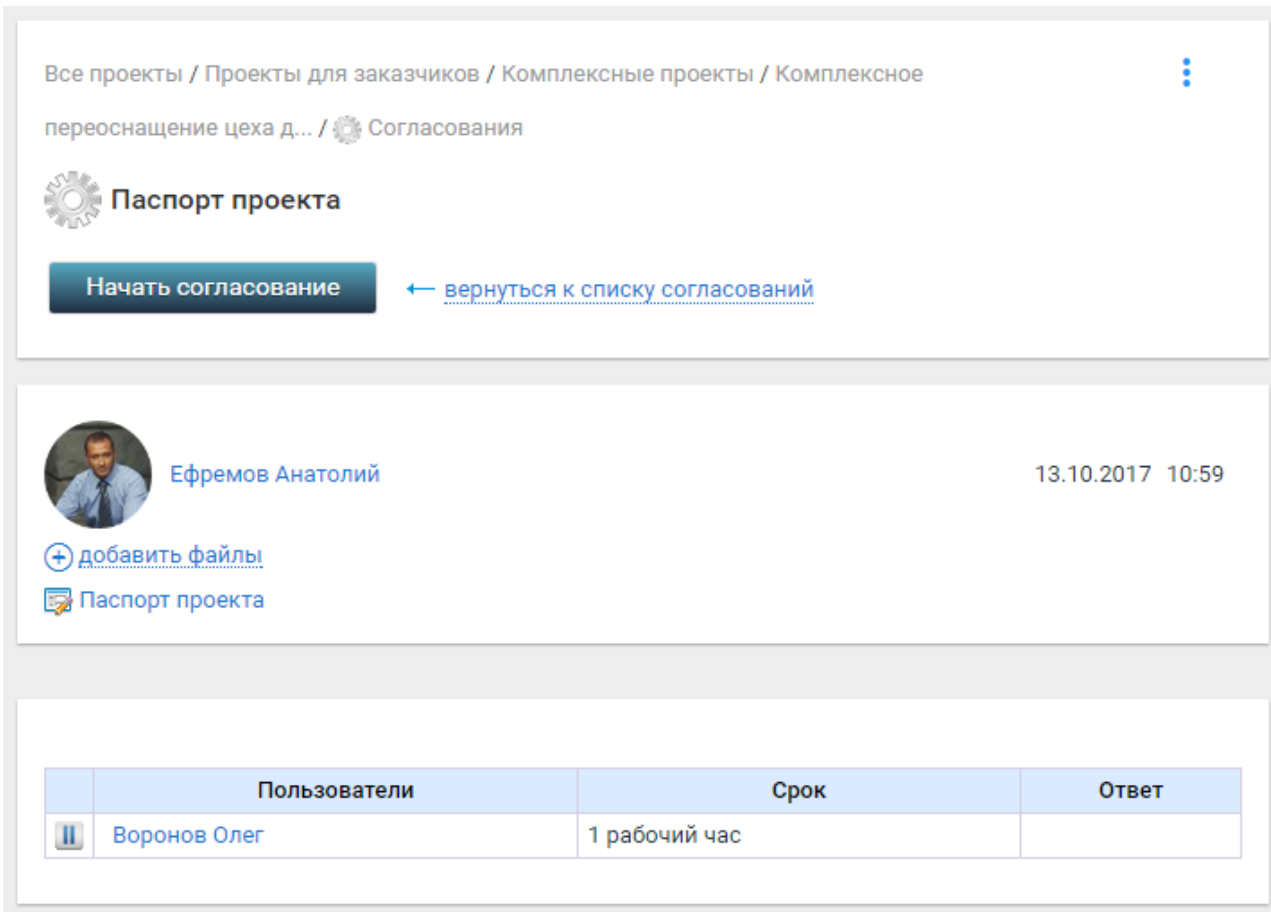 Все проекты / Проекты для заказчиков / Комплексные проекты / Комплексное
переоснащение цеха д... / Согласования
Паспорт проекта
Начать согласование ← вернуться к списку согласований
Ефремов Анатолий 13.10.2017 10:59
добавить файлы
Паспорт проекта
Пользователи Срок Ответ
Воронов Олег 1 рабочий час